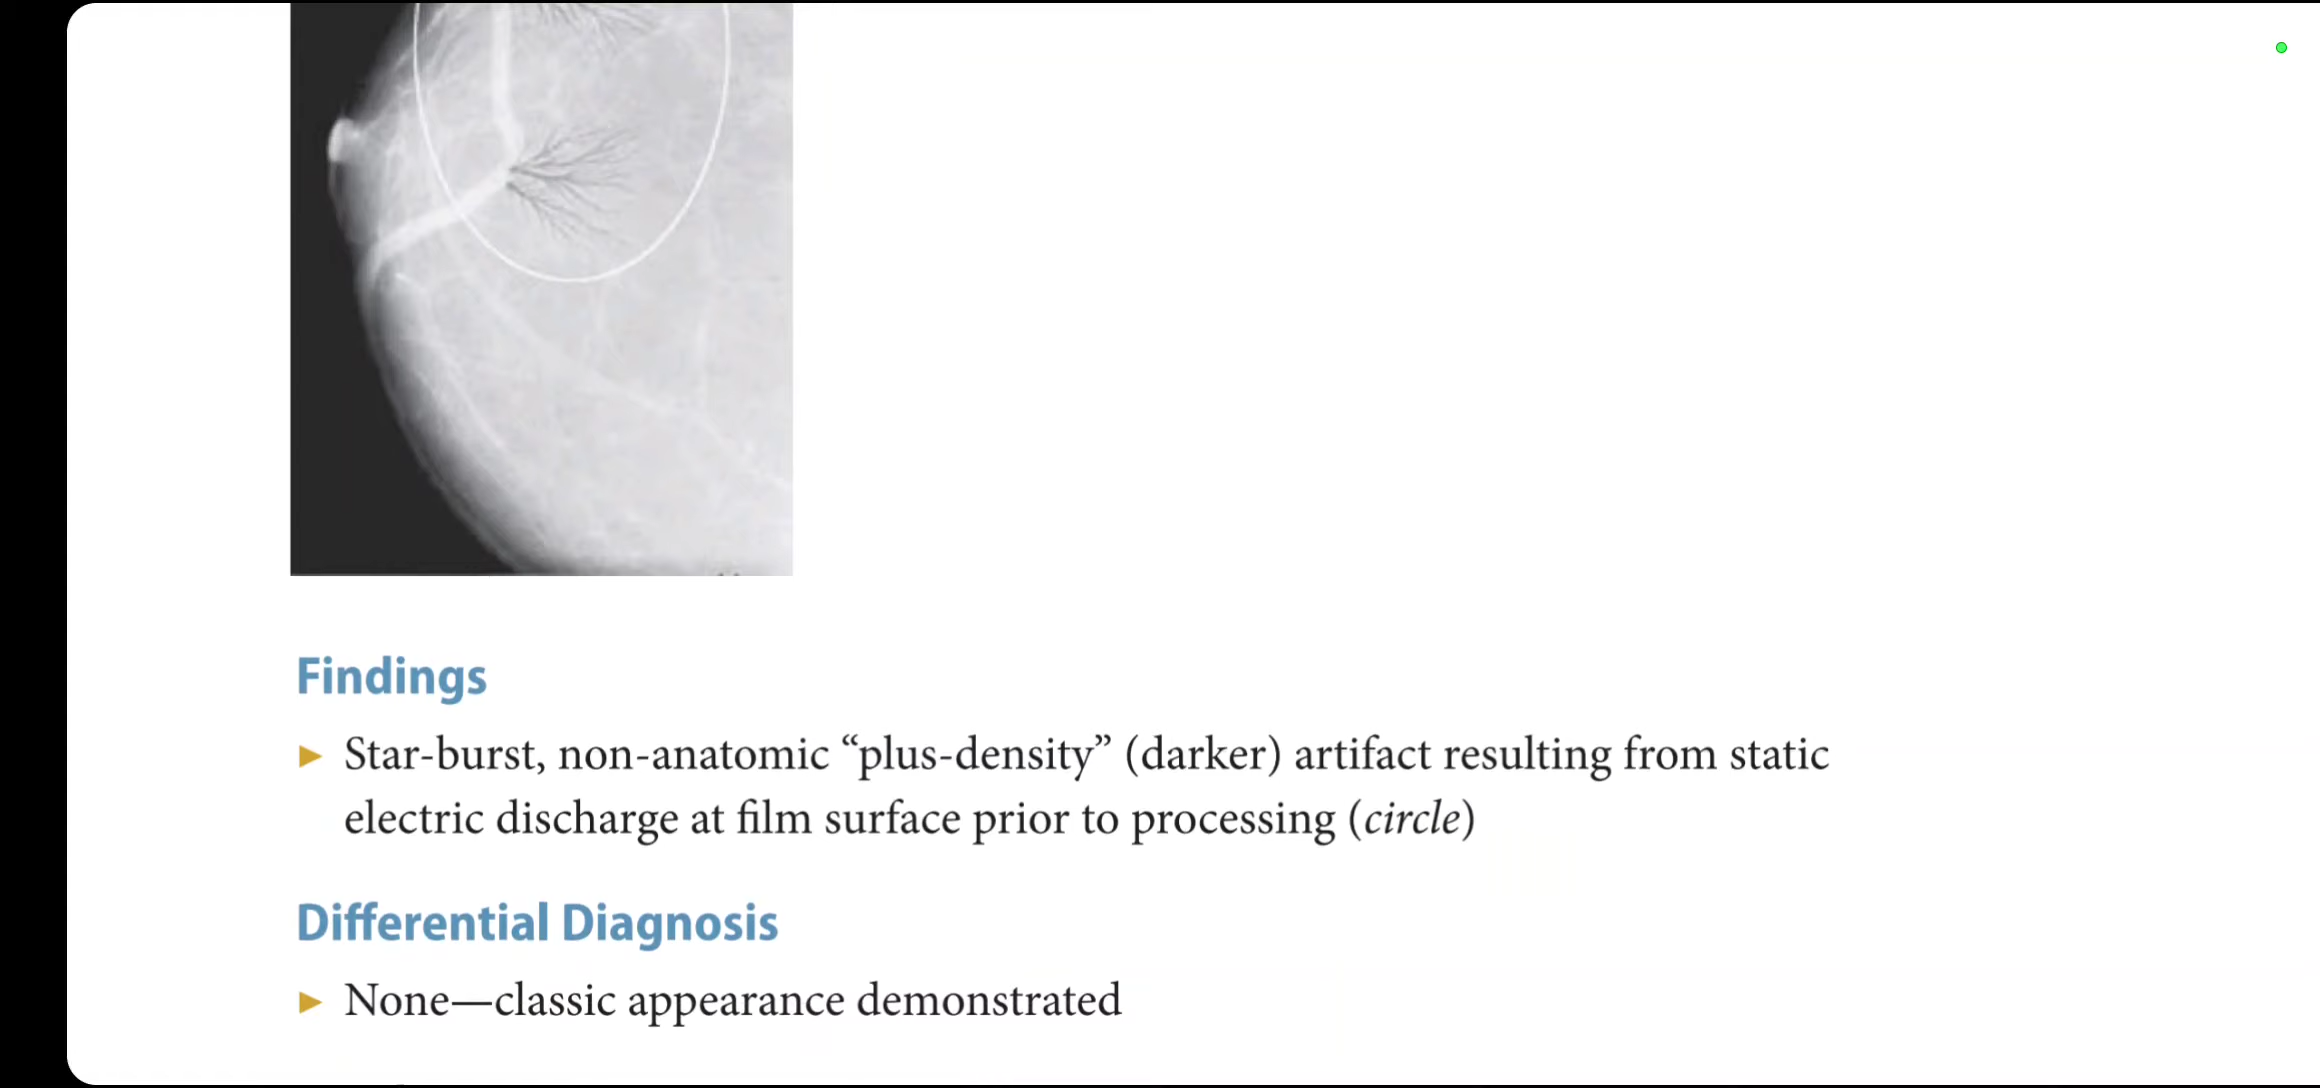 Findings
► Star-burst, non-anatomic “plus-density” (darker) artifact resulting from static
electric discharge at film surface prior to processing (circle)
Differential Diagnosis
► None—classic appearance demonstrated